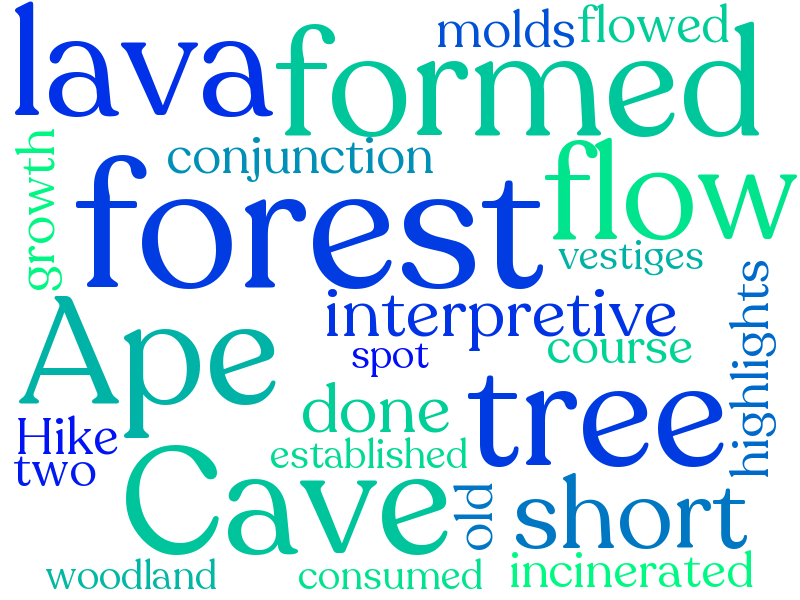 molds flowed
lava formed
growth
conjunction
flow
forest
vestiges
highlights
interpretive
Ape
spot course
tree
done
Hike
two
established
Cave
old
short
woodland consumed incinerated